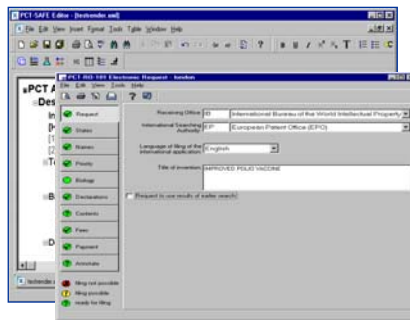 PCT-SAFE Editor - [testrender.xml]
File Edit View Insert Format Tools Table Window Help
PCT-RO-101 Electronic Request - london
File Edit View Tools Help
Request
States
Names
Priority
Biology
Declarations
Contents
Fees
Payment
Annotate
filing not possible
filing possible
ready for filing
Receiving Office IB International Bureau of the World Intellectual Property
International Searching Authority: EP European Patent Office (EPO)
Language of filing of the international application: English
Title of invention: IMPROVED POLIO VACCINE
Request to use results of earlier search
PCT A
Des